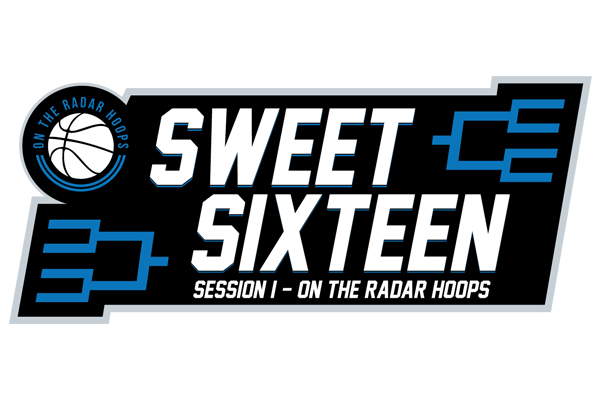 ON THE RADAR HOOPS
SWEET
SIXTEEN
SESSION I - ON THE RADAR HOOPS